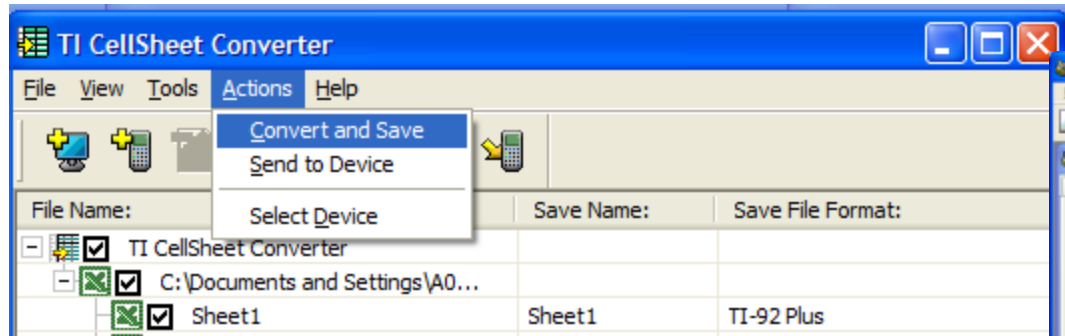 TI CellSheet Converter
File View Tools Actions Help
Convert and Save
Send to Device
Select Device
File Name: Save Name: Save File Format:
TI CellSheet Converter
C:\Documents and Settings\A0...
Sheet1 Sheet1 TI-92 Plus